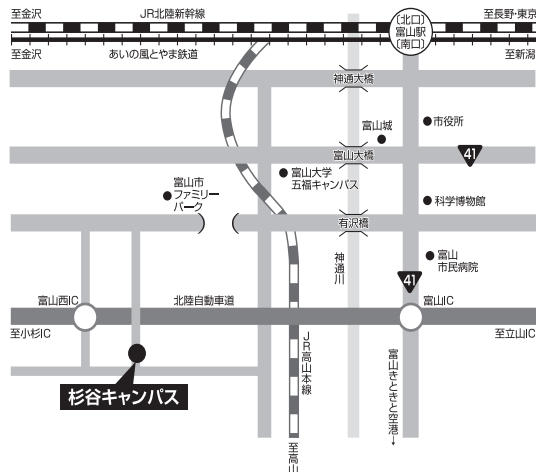 至金沢
JR北陸新幹線
至長野・東京
〔北口〕
富山駅
〔南口〕
至金沢
あいの風とやま鉄道
至新潟
神通大橋
市役所
富山城
富山大橋
41
富山大学
五福キャンパス
富山市
ファミリー
パーク
科学博物館
有沢橋
富山
市民病院
神通川
41
富山西IC
北陸自動車道
富山IC
至小杉IC
至立山IC
JR高山本線
富山きときと空港→
杉谷キャンパス
至高山